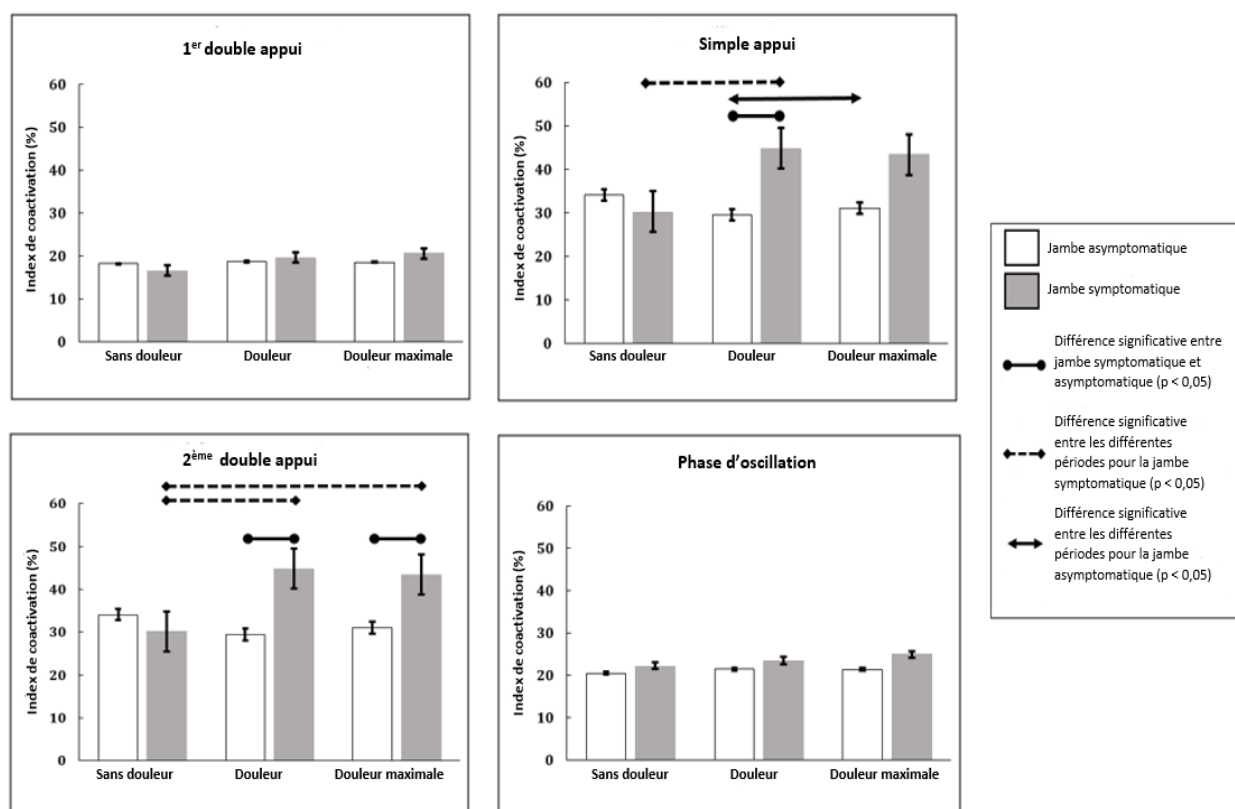 1er double appui
Index de coactivation (%)
60
50
40
30
20
10
0
Sans douleur
Douleur
Douleur maximale
Simple appui
Index de coactivation (%)
60
50
40
30
20
10
0
Sans douleur
Douleur
Douleur maximale
2ème double appui
Index de coactivation (%)
60
50
40
30
20
10
0
Sans douleur
Douleur
Douleur maximale
Phase d'oscillation
Index de coactivation (%)
60
50
40
30
20
10
0
Sans douleur
Douleur
Douleur maximale
Jambe asymptomatique
Jambe symptomatique
Différence significative entre
jambe symptomatique et
asymptomatique (p < 0,05)
Différence significative
entre les différentes
périodes pour la jambe
symptomatique (p < 0,05)
Différence significative
entre les différentes
périodes pour la jambe
asymptomatique (p < 0,05)